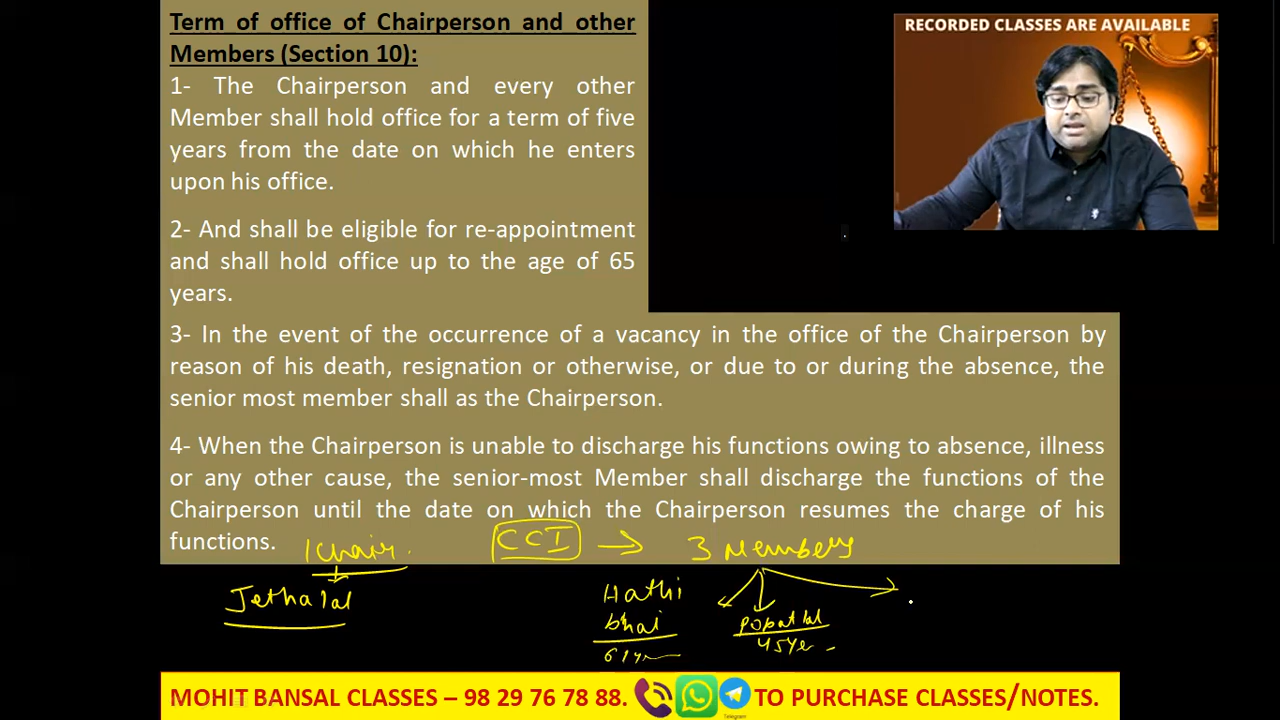 Term of office of Chairperson and other
Members (Section 10):
1- The Chairperson and every other
Member shall hold office for a term of five
years from the date on which he enters
upon his office.
2- And shall be eligible for re-appointment
and shall hold office up to the age of 65
years.
3- In the event of the occurrence of a vacancy in the office of the Chairperson by
reason of his death, resignation or otherwise, or due to or during the absence, the
senior most member shall as the Chairperson.
4- When the Chairperson is unable to discharge his functions owing to absence, illness
or any other cause, the senior-most Member shall discharge the functions of the
Chairperson until the date on which the Chairperson resumes the charge of his
functions.
1 Chair.
CCI → 3 Members
Jethalal
Hathi
bhai
61 yr
Popatlal
45 ye
RECORDED CLASSES ARE AVAILABLE
MOHIT BANSAL CLASSES – 98 29 76 78 88. TO PURCHASE CLASSES/NOTES.
Telegram